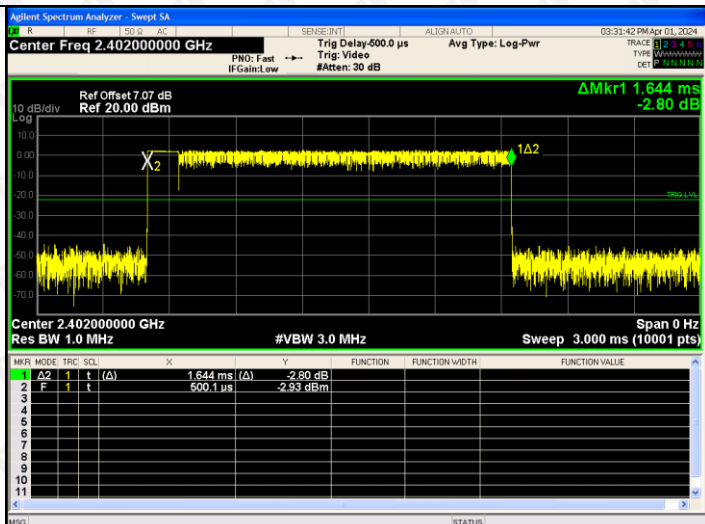 Agilent Spectrum Analyzer - Swept SA
R RF 50 Ω AC SENSE:INT ALIGN AUTO 03:31:42 PM Apr 01, 2024
Center Freq 2.402000000 GHz
PNO: Fast
IFGain:Low
Trig Delay-500.0 µs
Trig: Video
#Atten: 30 dB
Avg Type: Log-Pwr
TRACE 1 2 3 4 5 6
TYPE
DET P N N N N N
ΔMkr1 1.644 ms
-2.80 dB
Ref Offset 7.07 dB
Ref 20.00 dBm
10 dB/div
Log
10.0
0.00
-10.0
-20.0
-30.0
-40.0
-50.0
-60.0
-70.0
2
1Δ2
TRIG LVL
Center 2.402000000 GHz Span 0 Hz
Res BW 1.0 MHz #VBW 3.0 MHz Sweep 3.000 ms (10001 pts)
MKR MODE TRC SCL X Y FUNCTION FUNCTION WIDTH FUNCTION VALUE
1 Δ2 1 t (Δ) 1.644 ms (Δ) -2.80 dB
2 F 1 t 500.1 µs -2.93 dBm
3
4
5
6
7
8
9
10
11
MSG STATUS